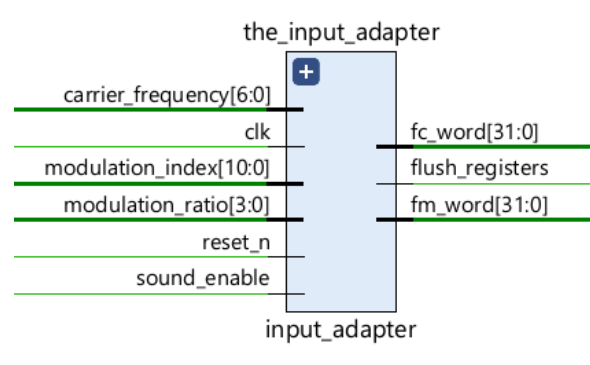 the_input_adapter
carrier_frequency[6:0]
clk
modulation_index[10:0]
modulation_ratio[3:0]
reset_n
sound_enable
fc_word[31:0]
flush_registers
fm_word[31:0]
input_adapter